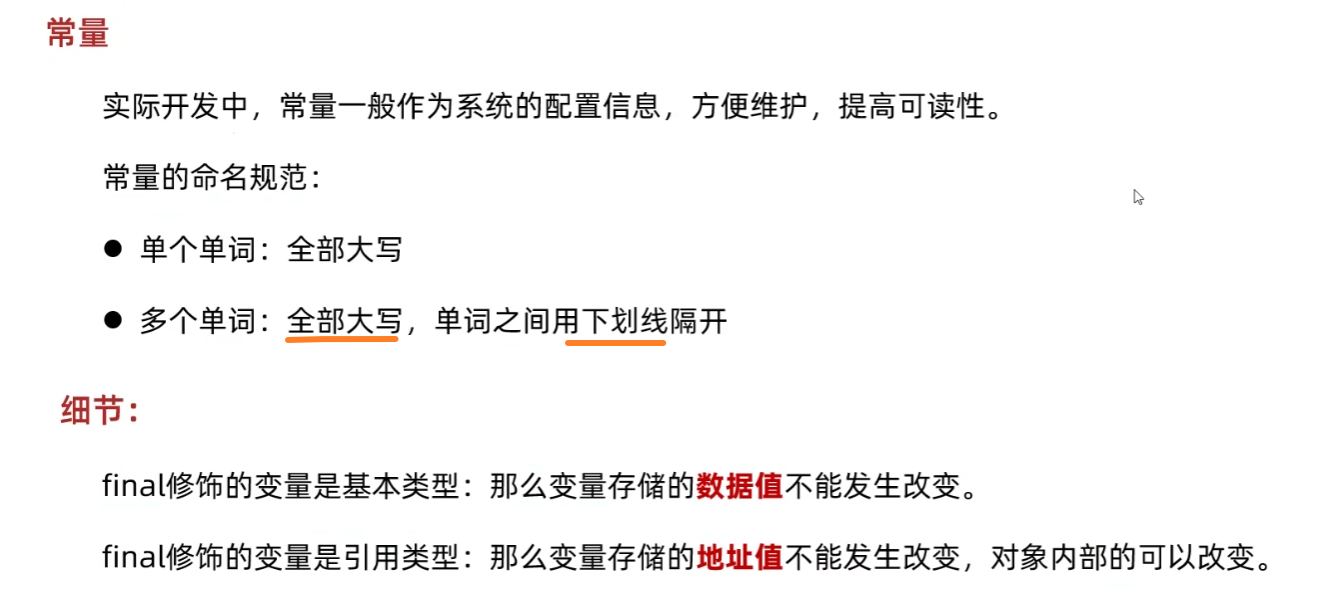 常量
实际开发中，常量一般作为系统的配置信息，方便维护，提高可读性。
常量的命名规范：
● 单个单词：全部大写
● 多个单词：全部大写，单词之间用下划线隔开
细节：
final修饰的变量是基本类型：那么变量存储的数据值不能发生改变。
final修饰的变量是引用类型：那么变量存储的地址值不能发生改变，对象内部的可以改变。